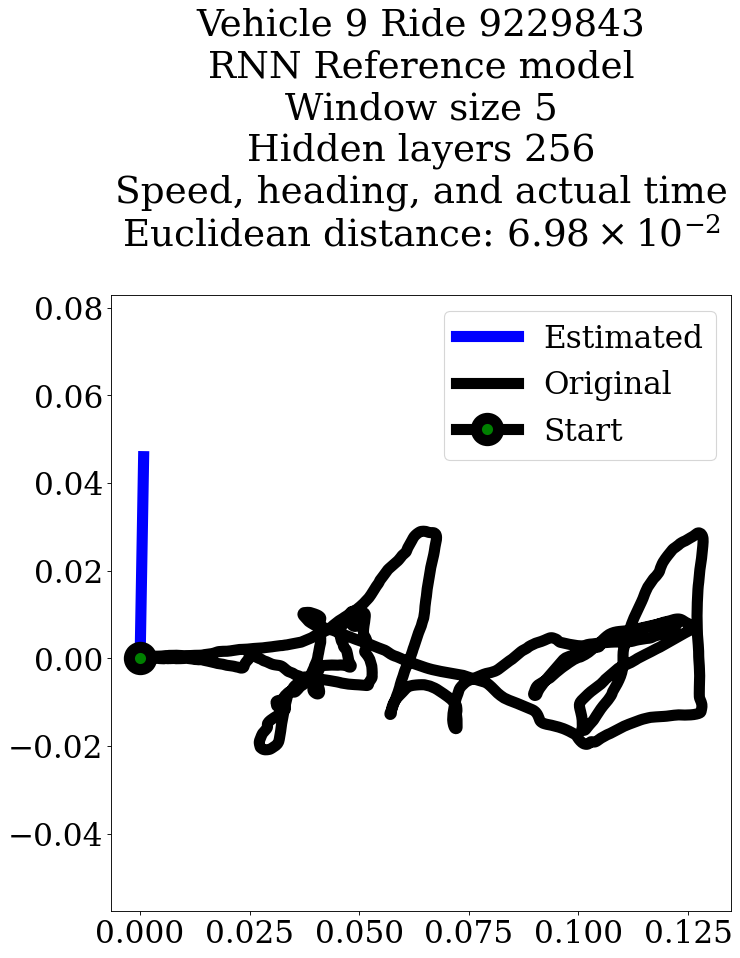 Vehicle 9 Ride 9229843
RNN Reference model
Window size 5
Hidden layers 256
Speed, heading, and actual time
Euclidean distance: 6.98 × 10⁻²
0.08
Estimated
0.06
Original
0.04
Start
0.02
0.00
−0.02
−0.04
0.000 0.025 0.050 0.075 0.100 0.125